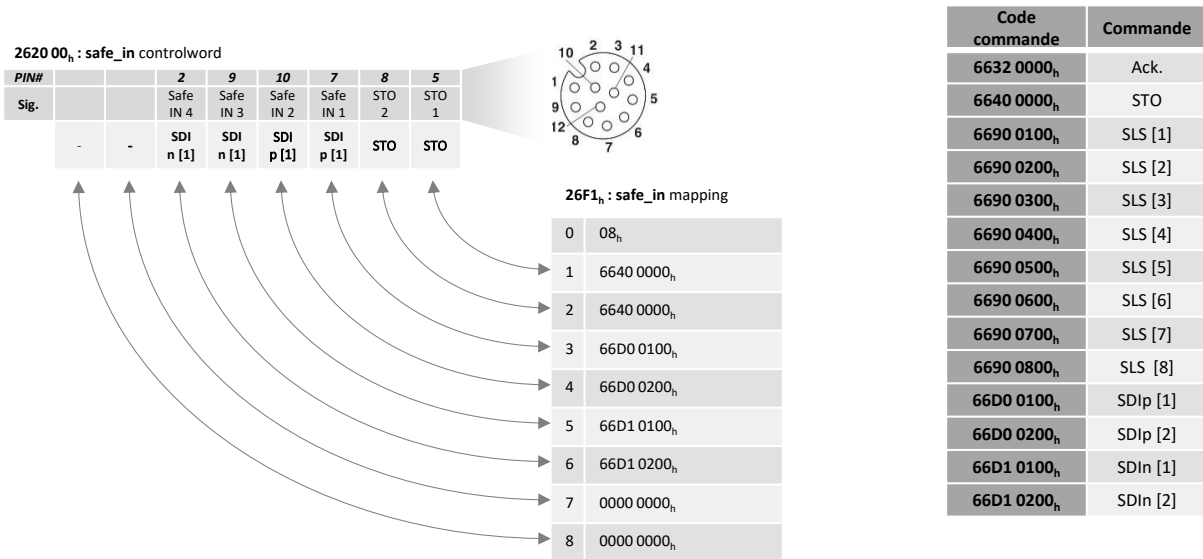 2620 00h : safe_in controlword
PIN# 2 9 10 7 8 5
Sig. Safe IN 4 Safe IN 3 Safe IN 2 Safe IN 1 STO 2 STO 1
- - SDI n [1] SDI n [1] SDI p [1] SDI p [1] STO STO
10 2 3 11
1 4
9 5
12 6
8 7
26F1h : safe_in mapping
0 08h
1 6640 0000h
2 6640 0000h
3 66D0 0100h
4 66D0 0200h
5 66D1 0100h
6 66D1 0200h
7 0000 0000h
8 0000 0000h
Code commande Commande
6632 0000h Ack.
6640 0000h STO
6690 0100h SLS [1]
6690 0200h SLS [2]
6690 0300h SLS [3]
6690 0400h SLS [4]
6690 0500h SLS [5]
6690 0600h SLS [6]
6690 0700h SLS [7]
6690 0800h SLS [8]
66D0 0100h SDIp [1]
66D0 0200h SDIp [2]
66D1 0100h SDIn [1]
66D1 0200h SDIn [2]